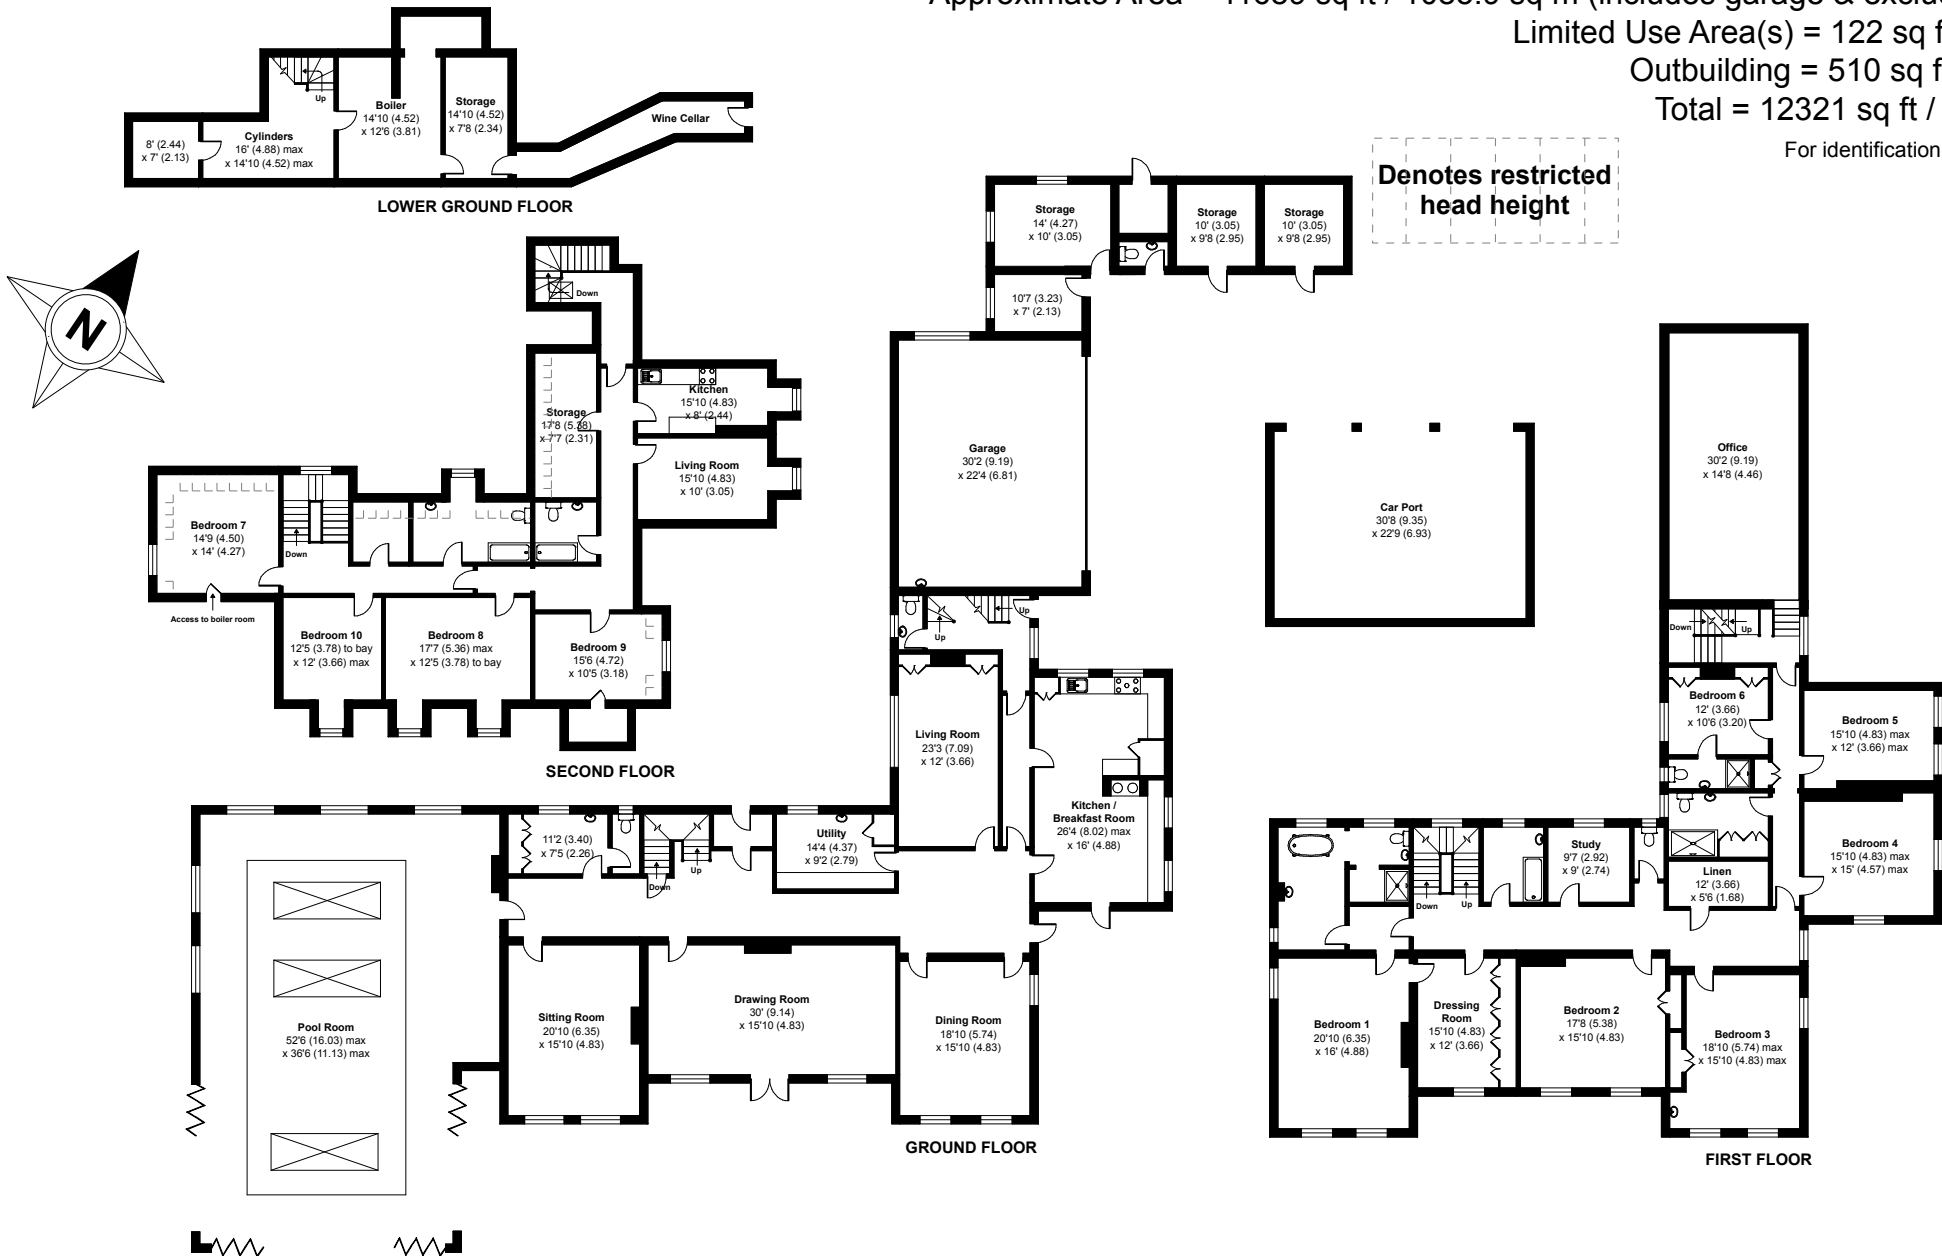 Limited Use Area(s) = 122 sq f
Outbuilding = 510 sq f
Total = 12321 sq ft /
For identification
Denotes restricted
head height
Boiler
14'10 (4.52)
x 12'6 (3.81)
Storage
14'10 (4.52)
x 7'8 (2.34)
Up
Wine Cellar
8' (2.44)
x 7' (2.13)
Cylinders
16' (4.88) max
x 14'10 (4.52) max
LOWER GROUND FLOOR
N
Down
Kitchen
15'10 (4.83)
x 8' (2.44)
Storage
17'8 (5.38)
x 7'7 (2.31)
Living Room
15'10 (4.83)
x 10' (3.05)
Bedroom 7
14'9 (4.50)
x 14' (4.27)
Down
Access to boiler room
Bedroom 10
12'5 (3.78) to bay
x 12' (3.66) max
Bedroom 8
17'7 (5.36) max
x 12'5 (3.78) to bay
Bedroom 9
15'6 (4.72)
x 10'5 (3.18)
SECOND FLOOR
Storage
14' (4.27)
x 10' (3.05)
Storage
10' (3.05)
x 9'8 (2.95)
Storage
10' (3.05)
x 9'8 (2.95)
10'7 (3.23)
x 7' (2.13)
Garage
30'2 (9.19)
x 22'4 (6.81)
Car Port
30'8 (9.35)
x 22'9 (6.93)
Up
Up
Living Room
23'3 (7.09)
x 12' (3.66)
Kitchen /
Breakfast Room
26'4 (8.02) max
x 16' (4.88)
11'2 (3.40)
x 7'5 (2.26)
Down
Up
Utility
14'4 (4.37)
x 9'2 (2.79)
Pool Room
52'6 (16.03) max
x 36'6 (11.13) max
Sitting Room
20'10 (6.35)
x 15'10 (4.83)
Drawing Room
30' (9.14)
x 15'10 (4.83)
Dining Room
18'10 (5.74)
x 15'10 (4.83)
GROUND FLOOR
Office
30'2 (9.19)
x 14'8 (4.46)
Down
Up
Bedroom 6
12' (3.66)
x 10'6 (3.20)
Bedroom 5
15'10 (4.83) max
x 12' (3.66) max
Bedroom 4
15'10 (4.83) max
x 15' (4.57) max
Study
9'7 (2.92)
x 9' (2.74)
Linen
12' (3.66)
x 5'6 (1.68)
Down
Up
Bedroom 1
20'10 (6.35)
x 16' (4.88)
Dressing
Room
15'10 (4.83)
x 12' (3.66)
Bedroom 2
17'8 (5.38)
x 15'10 (4.83)
Bedroom 3
18'10 (5.74) max
x 15'10 (4.83) max
FIRST FLOOR